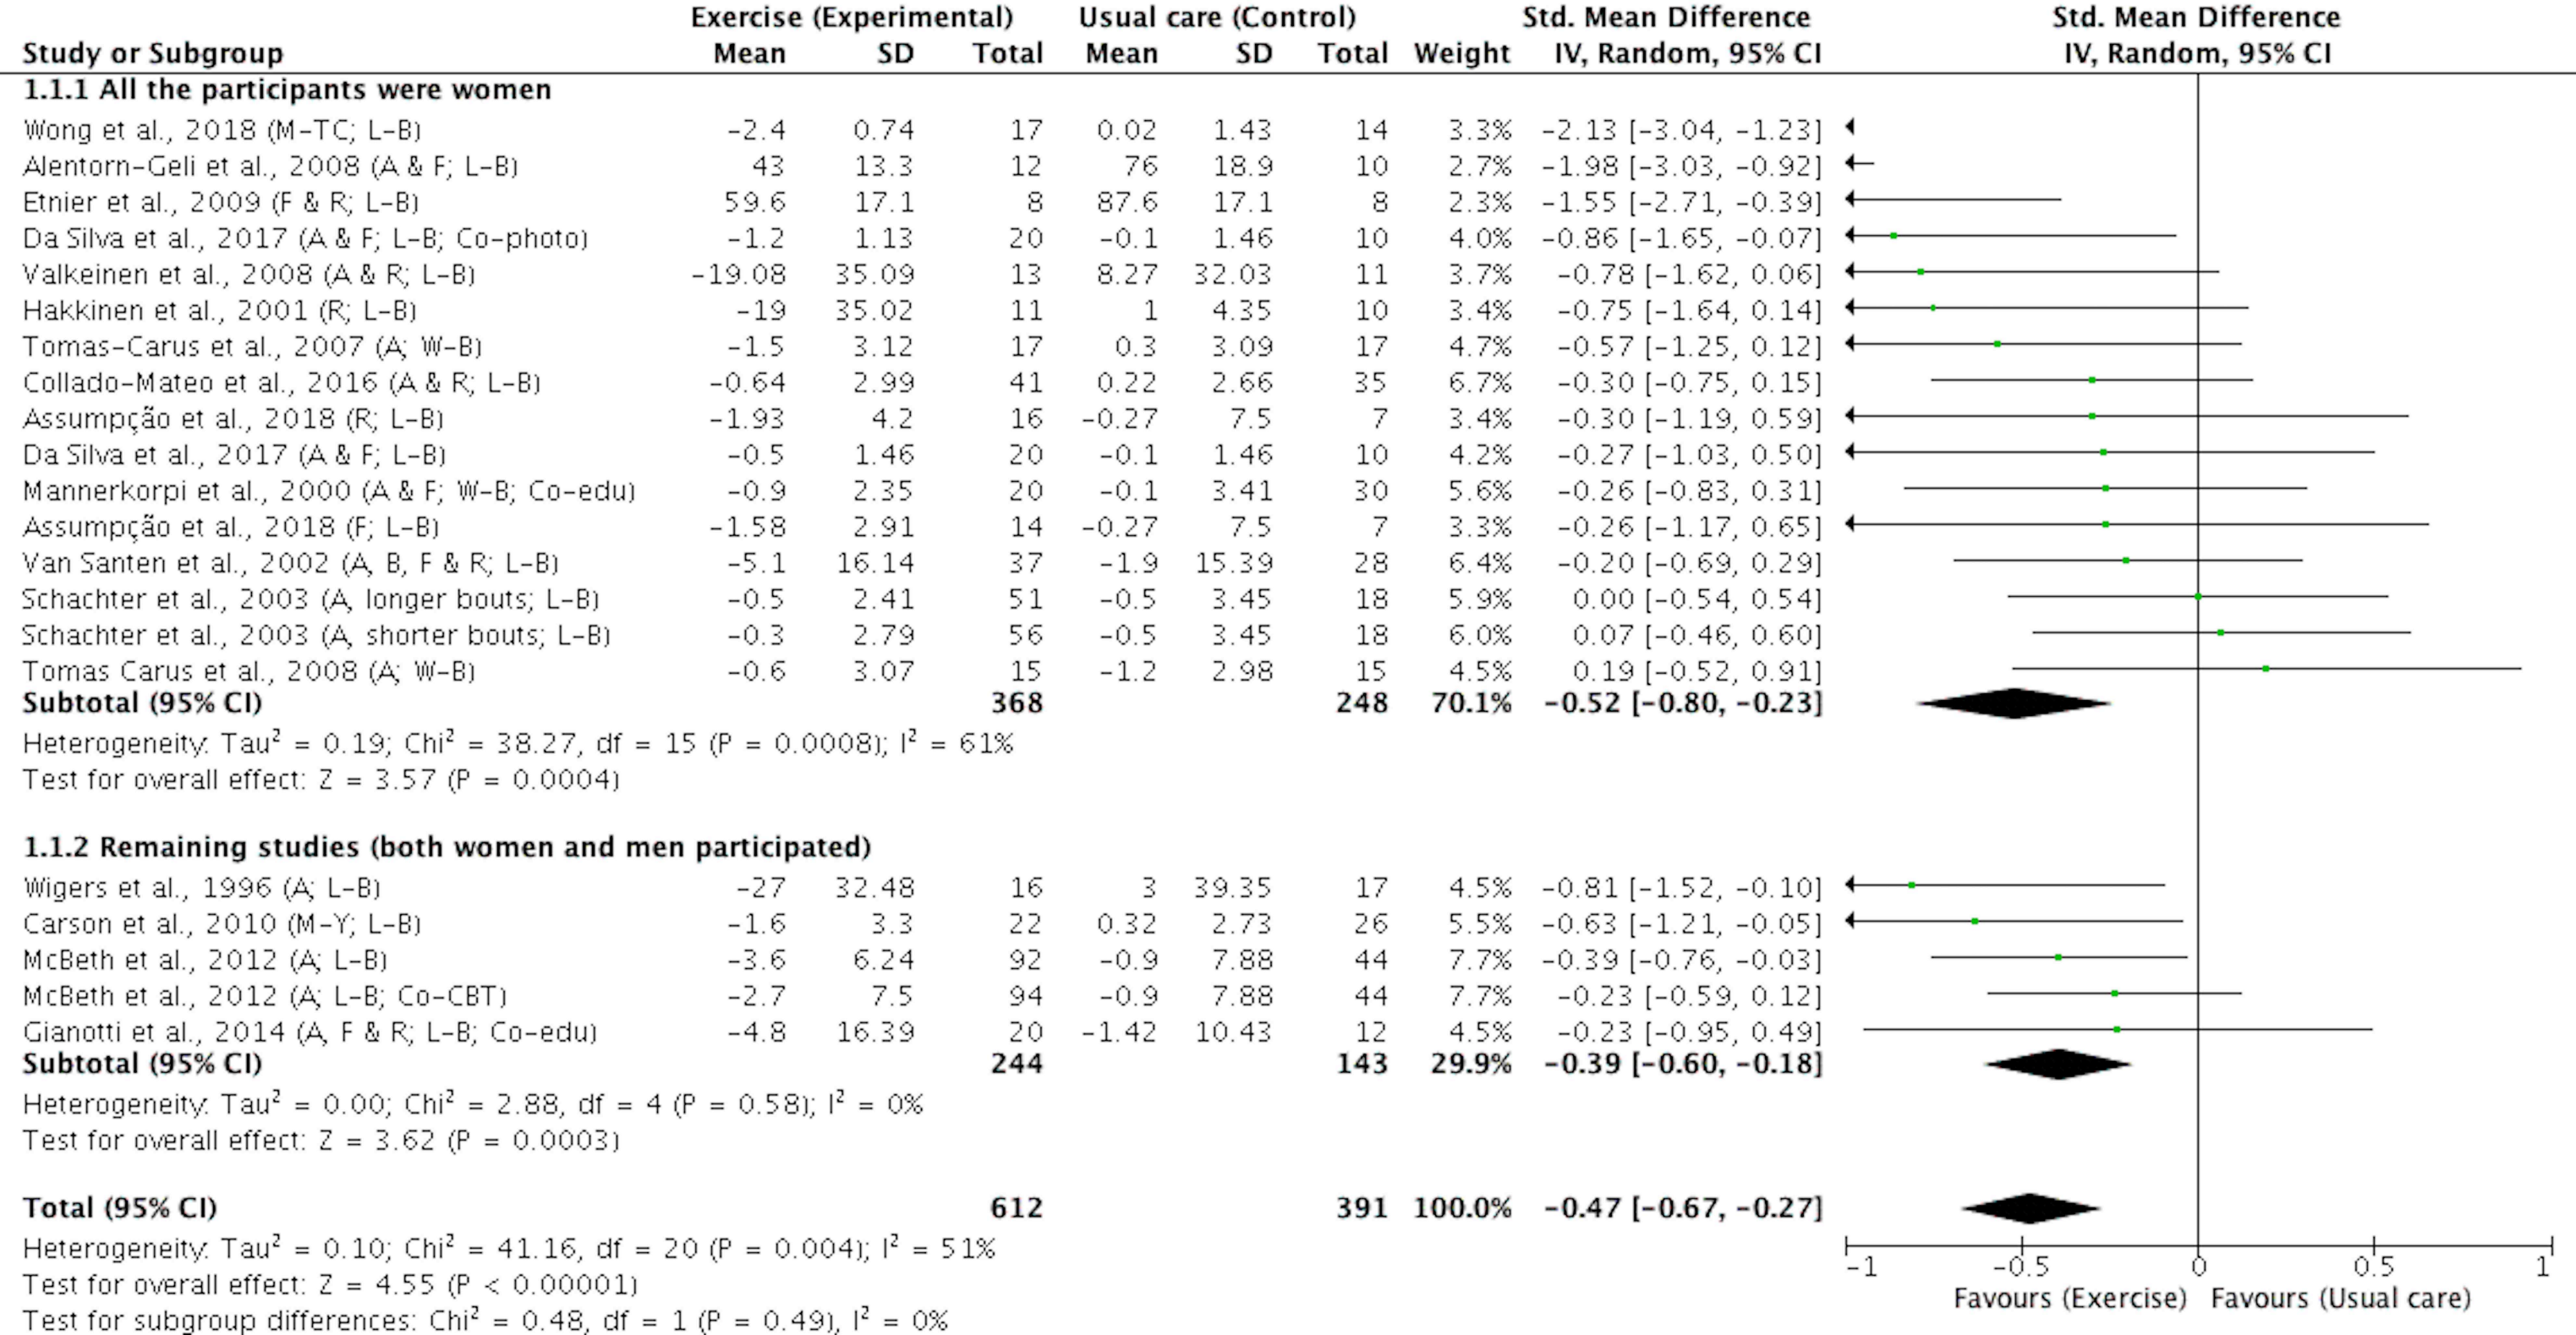 Exercise (Experimental) Usual care (Control) Std. Mean Difference Std. Mean Difference
Study or Subgroup Mean SD Total Mean SD Total Weight IV, Random, 95% CI IV, Random, 95% CI
1.1.1 All the participants were women
Wong et al., 2018 (M-TC; L-B) -2.4 0.74 17 0.02 1.43 14 3.3% -2.13 [-3.04, -1.23]
Alentorn-Geli et al., 2008 (A & F; L-B) 43 13.3 12 76 18.9 10 2.7% -1.98 [-3.03, -0.92]
Etnier et al., 2009 (F & R; L-B) 59.6 17.1 8 87.6 17.1 8 2.3% -1.55 [-2.71, -0.39]
Da Silva et al., 2017 (A & F; L-B; Co-photo) -1.2 1.13 20 -0.1 1.46 10 4.0% -0.86 [-1.65, -0.07]
Valkeinen et al., 2008 (A & R; L-B) -19.08 35.09 13 8.27 32.03 11 3.7% -0.78 [-1.62, 0.06]
Hakkinen et al., 2001 (R; L-B) -19 35.02 11 1 4.35 10 3.4% -0.75 [-1.64, 0.14]
Tomas-Carus et al., 2007 (A; W-B) -1.5 3.12 17 0.3 3.09 17 4.7% -0.57 [-1.25, 0.12]
Collado-Mateo et al., 2016 (A & R; L-B) -0.64 2.99 41 0.22 2.66 35 6.7% -0.30 [-0.75, 0.15]
Assumpção et al., 2018 (R; L-B) -1.93 4.2 16 -0.27 7.5 7 3.4% -0.30 [-1.19, 0.59]
Da Silva et al., 2017 (A & F; L-B) -0.5 1.46 20 -0.1 1.46 10 4.2% -0.27 [-1.03, 0.50]
Mannerkorpi et al., 2000 (A & F; W-B; Co-edu) -0.9 2.35 20 -0.1 3.41 30 5.6% -0.26 [-0.83, 0.31]
Assumpção et al., 2018 (F; L-B) -1.58 2.91 14 -0.27 7.5 7 3.3% -0.26 [-1.17, 0.65]
Van Santen et al., 2002 (A, B, F & R; L-B) -5.1 16.14 37 -1.9 15.39 28 6.4% -0.20 [-0.69, 0.29]
Schachter et al., 2003 (A, longer bouts; L-B) -0.5 2.41 51 -0.5 3.45 18 5.9% 0.00 [-0.54, 0.54]
Schachter et al., 2003 (A, shorter bouts; L-B) -0.3 2.79 56 -0.5 3.45 18 6.0% 0.07 [-0.46, 0.60]
Tomas Carus et al., 2008 (A; W-B) -0.6 3.07 15 -1.2 2.98 15 4.5% 0.19 [-0.52, 0.91]
Subtotal (95% CI) 368 248 70.1% -0.52 [-0.80, -0.23]
Heterogeneity: Tau² = 0.19; Chi² = 38.27, df = 15 (P = 0.0008); I² = 61%
Test for overall effect: Z = 3.57 (P = 0.0004)
1.1.2 Remaining studies (both women and men participated)
Wigers et al., 1996 (A; L-B) -27 32.48 16 3 39.35 17 4.5% -0.81 [-1.52, -0.10]
Carson et al., 2010 (M-Y; L-B) -1.6 3.3 22 0.32 2.73 26 5.5% -0.63 [-1.21, -0.05]
McBeth et al., 2012 (A; L-B) -3.6 6.24 92 -0.9 7.88 44 7.7% -0.39 [-0.76, -0.03]
McBeth et al., 2012 (A; L-B; Co-CBT) -2.7 7.5 94 -0.9 7.88 44 7.7% -0.23 [-0.59, 0.12]
Gianotti et al., 2014 (A, F & R; L-B; Co-edu) -4.8 16.39 20 -1.42 10.43 12 4.5% -0.23 [-0.95, 0.49]
Subtotal (95% CI) 244 143 29.9% -0.39 [-0.60, -0.18]
Heterogeneity: Tau² = 0.00; Chi² = 2.88, df = 4 (P = 0.58); I² = 0%
Test for overall effect: Z = 3.62 (P = 0.0003)
Total (95% CI) 612 391 100.0% -0.47 [-0.67, -0.27]
Heterogeneity: Tau² = 0.10; Chi² = 41.16, df = 20 (P = 0.004); I² = 51%
Test for overall effect: Z = 4.55 (P < 0.00001)
Test for subgroup differences: Chi² = 0.48, df = 1 (P = 0.49), I² = 0%
-1 -0.5 0 0.5 1
Favours (Exercise) Favours (Usual care)